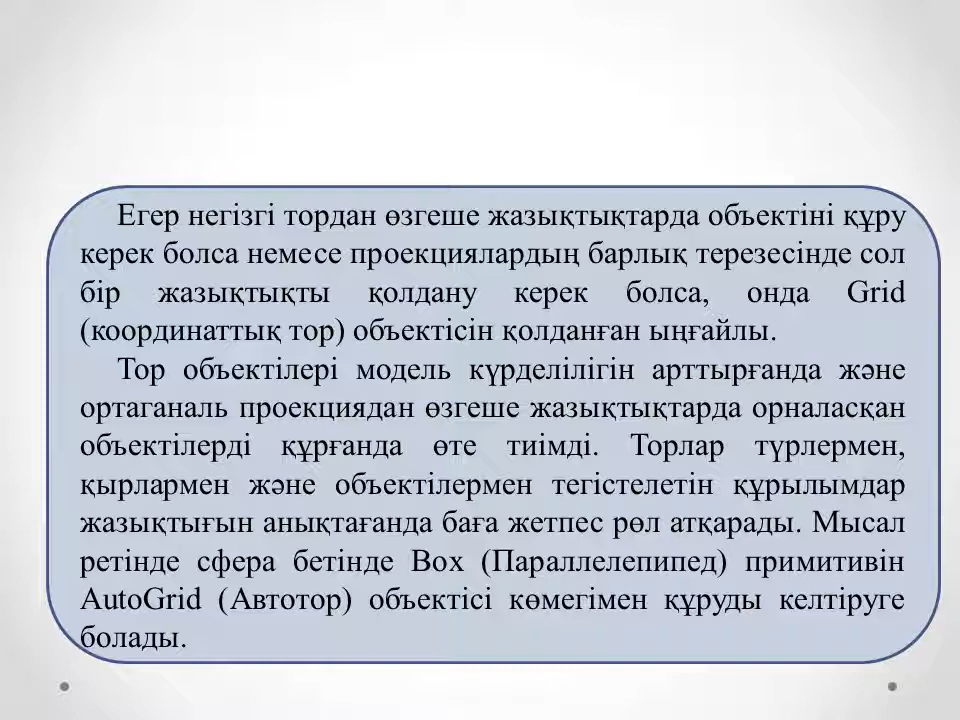 Егер негізгі тордан өзгеше жазықтықтарда объектіні құру
керек болса немесе проекциялардың барлық терезесінде сол
бір жазықтықты қолдану керек болса, онда Grid
(координаттық тор) объектісін қолданған ыңғайлы.
Тор объектілері модель күрделілігін арттырғанда және
ортаганаль проекциядан өзгеше жазықтықтарда орналасқан
объектілерді құрғанда өте тиімді. Торлар түрлермен,
қырлармен және объектілермен тегістелетін құрылымдар
жазықтығын анықтағанда баға жетпес рөл атқарады. Мысал
ретінде сфера бетінде Box (Параллелепипед) примитивін
AutoGrid (Автотор) объектісі көмегімен құруды келтіруге
болады.